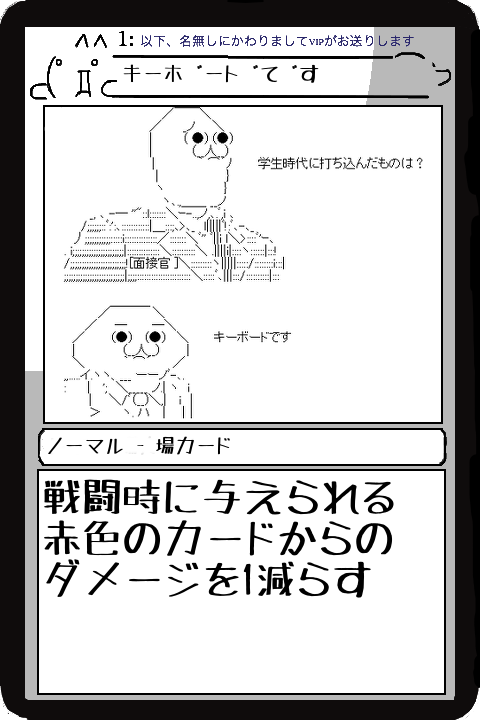 1: 以下、名無しにかわりましてVIPがお送りします
キーボードです
学生時代に打ち込んだものは？
[面接官]
キーボードです
ノーマル - 場カード
戦闘時に与えられる
赤色のカードからの
ダメージを1減らす